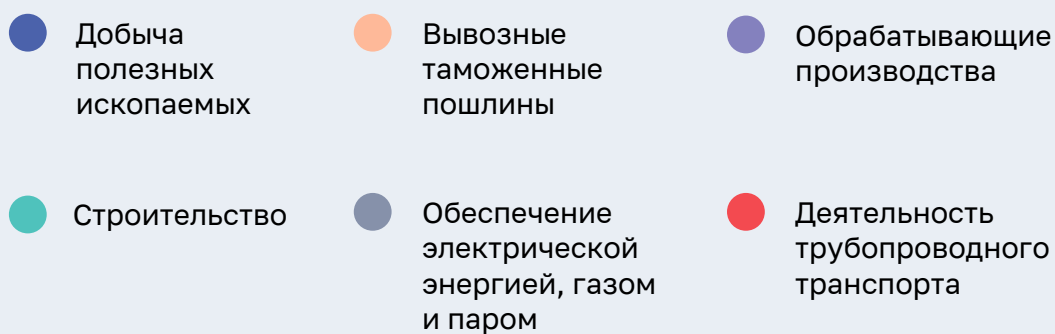 Добыча
полезных
ископаемых
Вывозные
таможенные
пошлины
Обрабатывающие
производства
Строительство
Обеспечение
электрической
энергией, газом
и паром
Деятельность
трубопроводного
транспорта